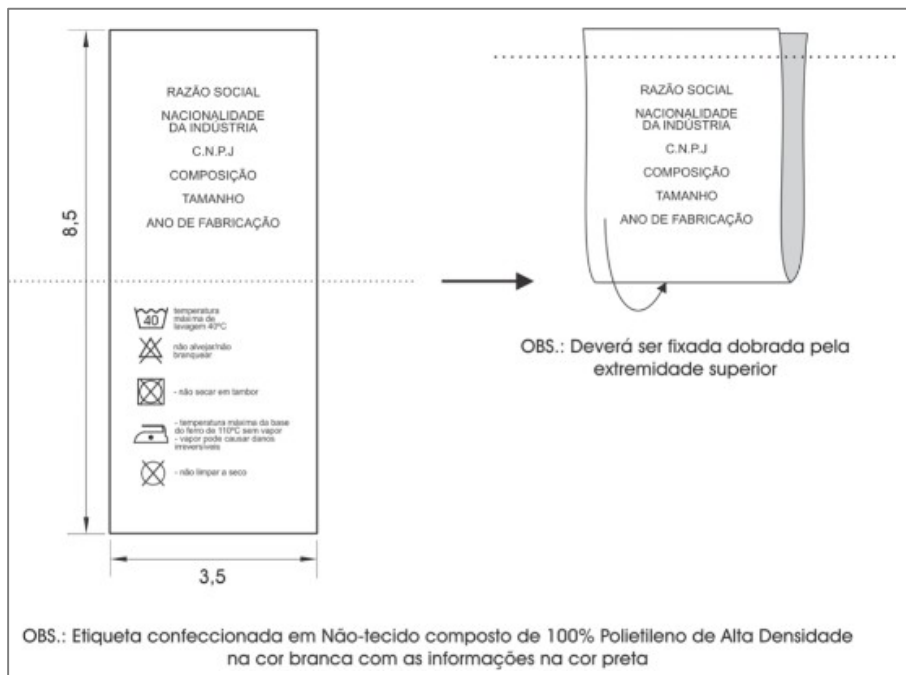 RAZÃO SOCIAL
NACIONALIDADE
DA INDÚSTRIA
C.N.P.J
COMPOSIÇÃO
TAMANHO
ANO DE FABRICAÇÃO
8,5
40
temperatura
máxima de
lavagem 40ºC
não alvejar/não
branquear
- não secar em tambor
- temperatura máxima da base
do ferro de 110ºC sem vapor
- vapor pode causar danos
irreversíveis
- não limpar a seco
3,5
RAZÃO SOCIAL
NACIONALIDADE
DA INDÚSTRIA
C.N.P.J
COMPOSIÇÃO
TAMANHO
ANO DE FABRICAÇÃO
OBS.: Deverá ser fixada dobrada pela
extremidade superior
OBS.: Etiqueta confeccionada em Não-tecido composto de 100% Polietileno de Alta Densidade
na cor branca com as informações na cor preta